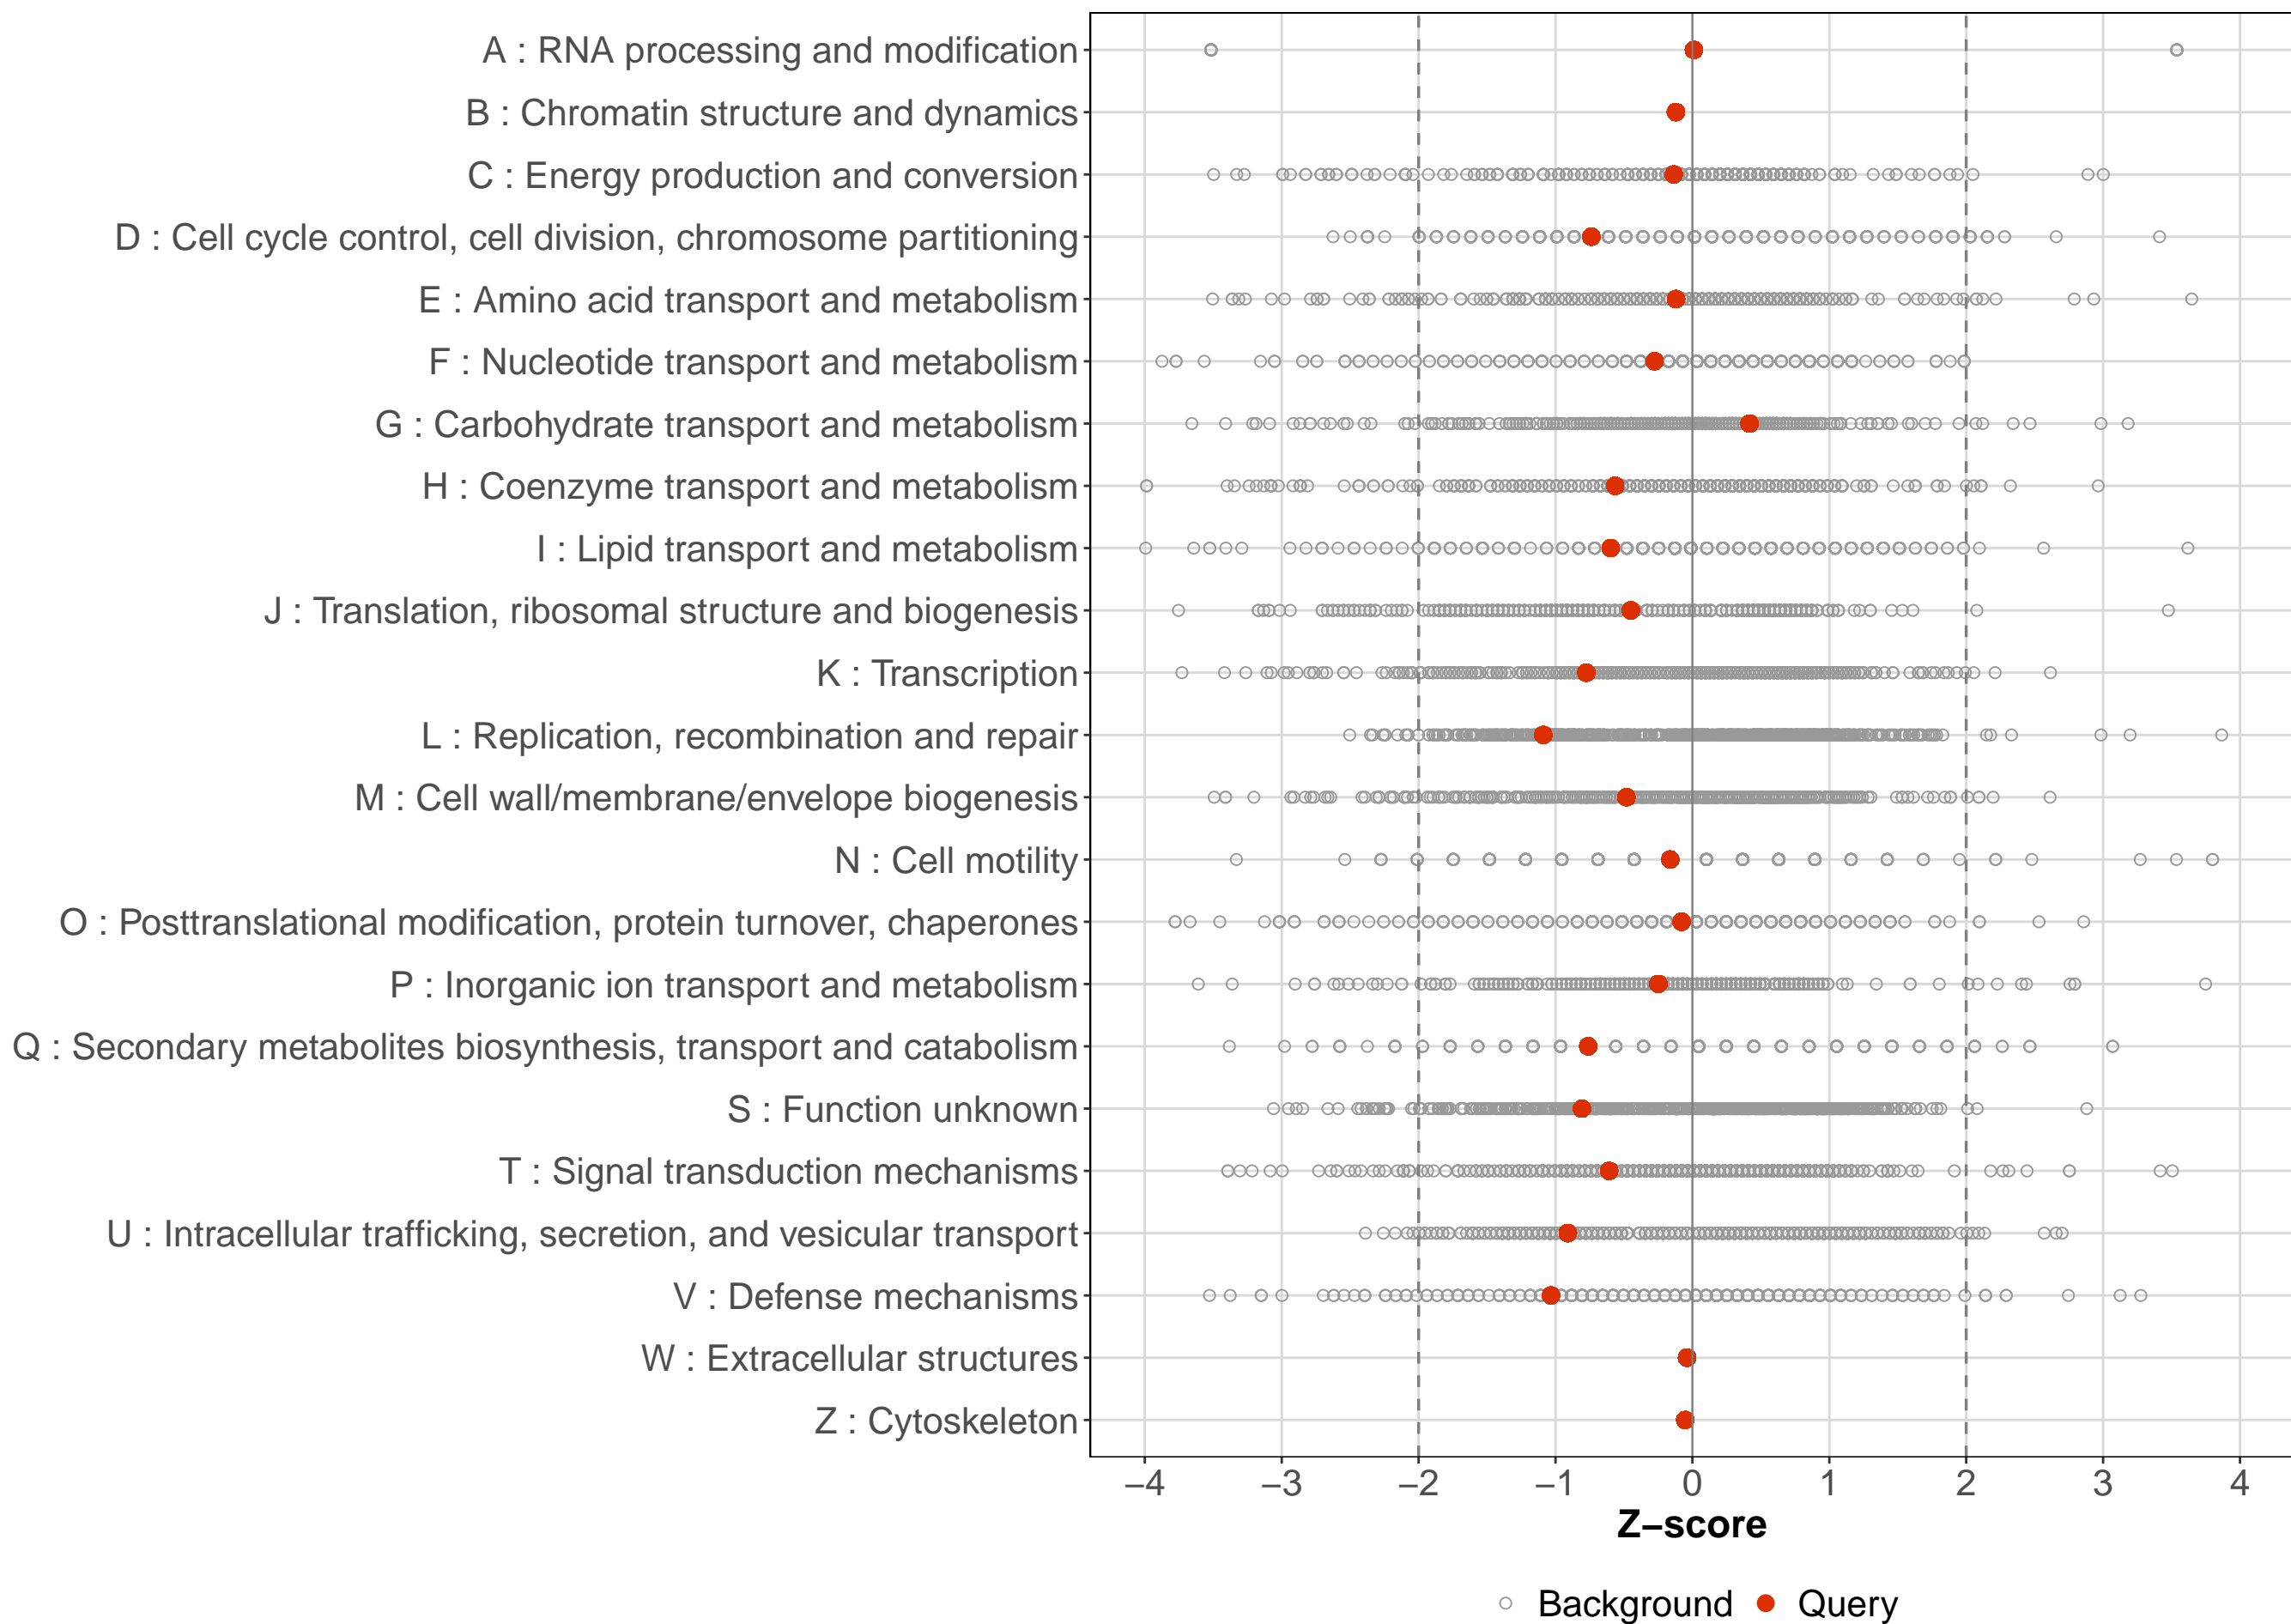 A : RNA processing and modification
B : Chromatin structure and dynamics
C : Energy production and conversion
D : Cell cycle control, cell division, chromosome partitioning
E : Amino acid transport and metabolism
F : Nucleotide transport and metabolism
G : Carbohydrate transport and metabolism
H : Coenzyme transport and metabolism
I : Lipid transport and metabolism
J : Translation, ribosomal structure and biogenesis
K : Transcription
L : Replication, recombination and repair
M : Cell wall/membrane/envelope biogenesis
N : Cell motility
O : Posttranslational modification, protein turnover, chaperones
P : Inorganic ion transport and metabolism
Q : Secondary metabolites biosynthesis, transport and catabolism
S : Function unknown
T : Signal transduction mechanisms
U : Intracellular trafficking, secretion, and vesicular transport
V : Defense mechanisms
W : Extracellular structures
Z : Cytoskeleton
−4 −3 −2 −1 0 1 2 3 4
Z−score
Background Query